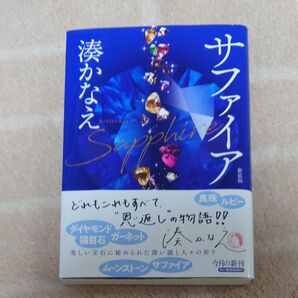 サファイア
新装版
湊かなえ
Sapphire
真珠
ルビー
どれもこれもすべて、
"恩返し"の物語!!
湊かなえ
ダイヤモンド
猫目石
ガーネット
美しい宝石に秘められた深い謎と人々の祈り
ムーンストーン
サファイア
今月の新刊